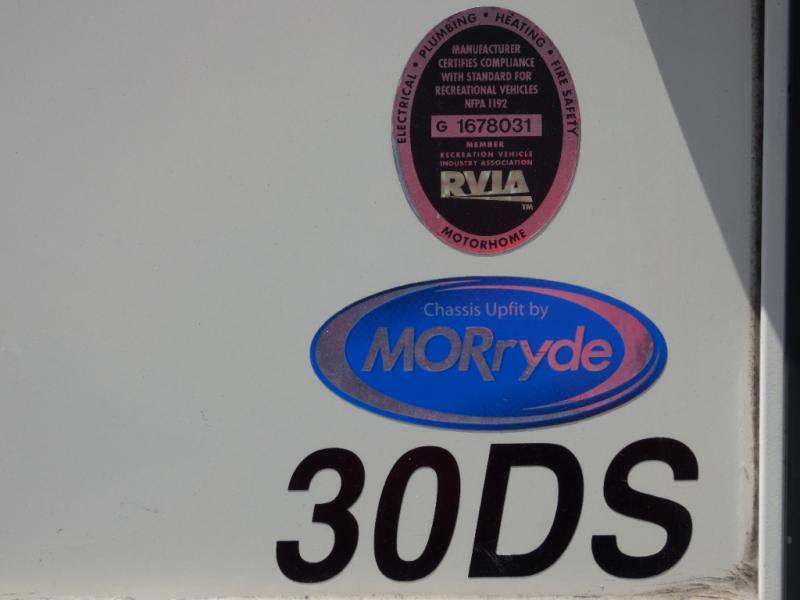 ELECTRICAL • PLUMBING • HEATING • FIRE SAFETY
MANUFACTURER
CERTIFIES COMPLIANCE
WITH STANDARD FOR
RECREATIONAL VEHICLES
NFPA 1192
G 1678031
MEMBER
RECREATION VEHICLE
INDUSTRY ASSOCIATION
RVIA
TM
MOTORHOME
Chassis Upfit by
MORryde
30DS